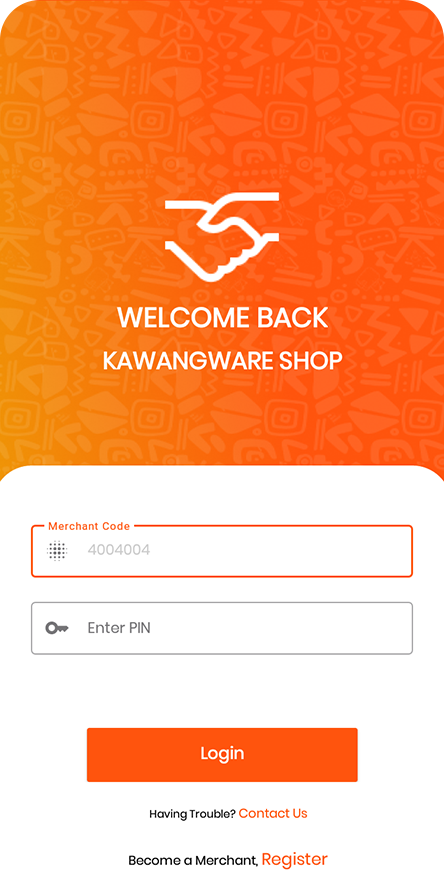 WELCOME BACK
KAWANGWARE SHOP
Merchant Code
4004004
Enter PIN
Login
Having Trouble? Contact Us
Become a Merchant, Register